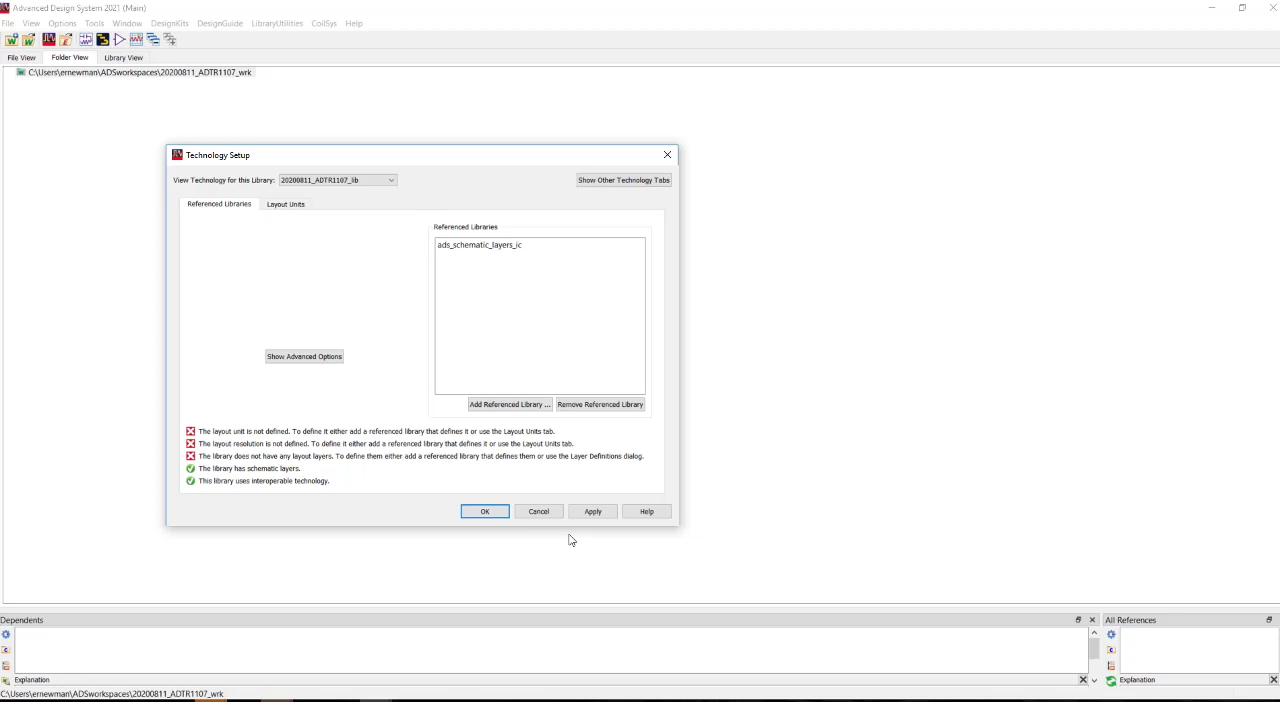 Advanced Design System 2021 (Main)
File View Options Tools Window DesignKits DesignGuide LibraryUtilities CoilSys Help
File View Folder View Library View
C:\Users\ernewman\ADSworkspaces\20200811_ADTR1107_wrk
Technology Setup
View Technology for this Library: 20200811_ADTR1107_lib Show Other Technology Tabs
Referenced Libraries Layout Units
Referenced Libraries
ads_schematic_layers_ic
Show Advanced Options
Add Referenced Library ... Remove Referenced Library
The layout unit is not defined. To define it either add a referenced library that defines it or use the Layout Units tab.
The layout resolution is not defined. To define it either add a referenced library that defines it or use the Layout Units tab.
The library does not have any layout layers. To define them either add a referenced library that defines them or use the Layer Definitions dialog.
The library has schematic layers.
This library uses interoperable technology.
OK Cancel Apply Help
Dependents All References
Explanation Explanation
C:\Users\ernewman\ADSworkspaces\20200811_ADTR1107_wrk